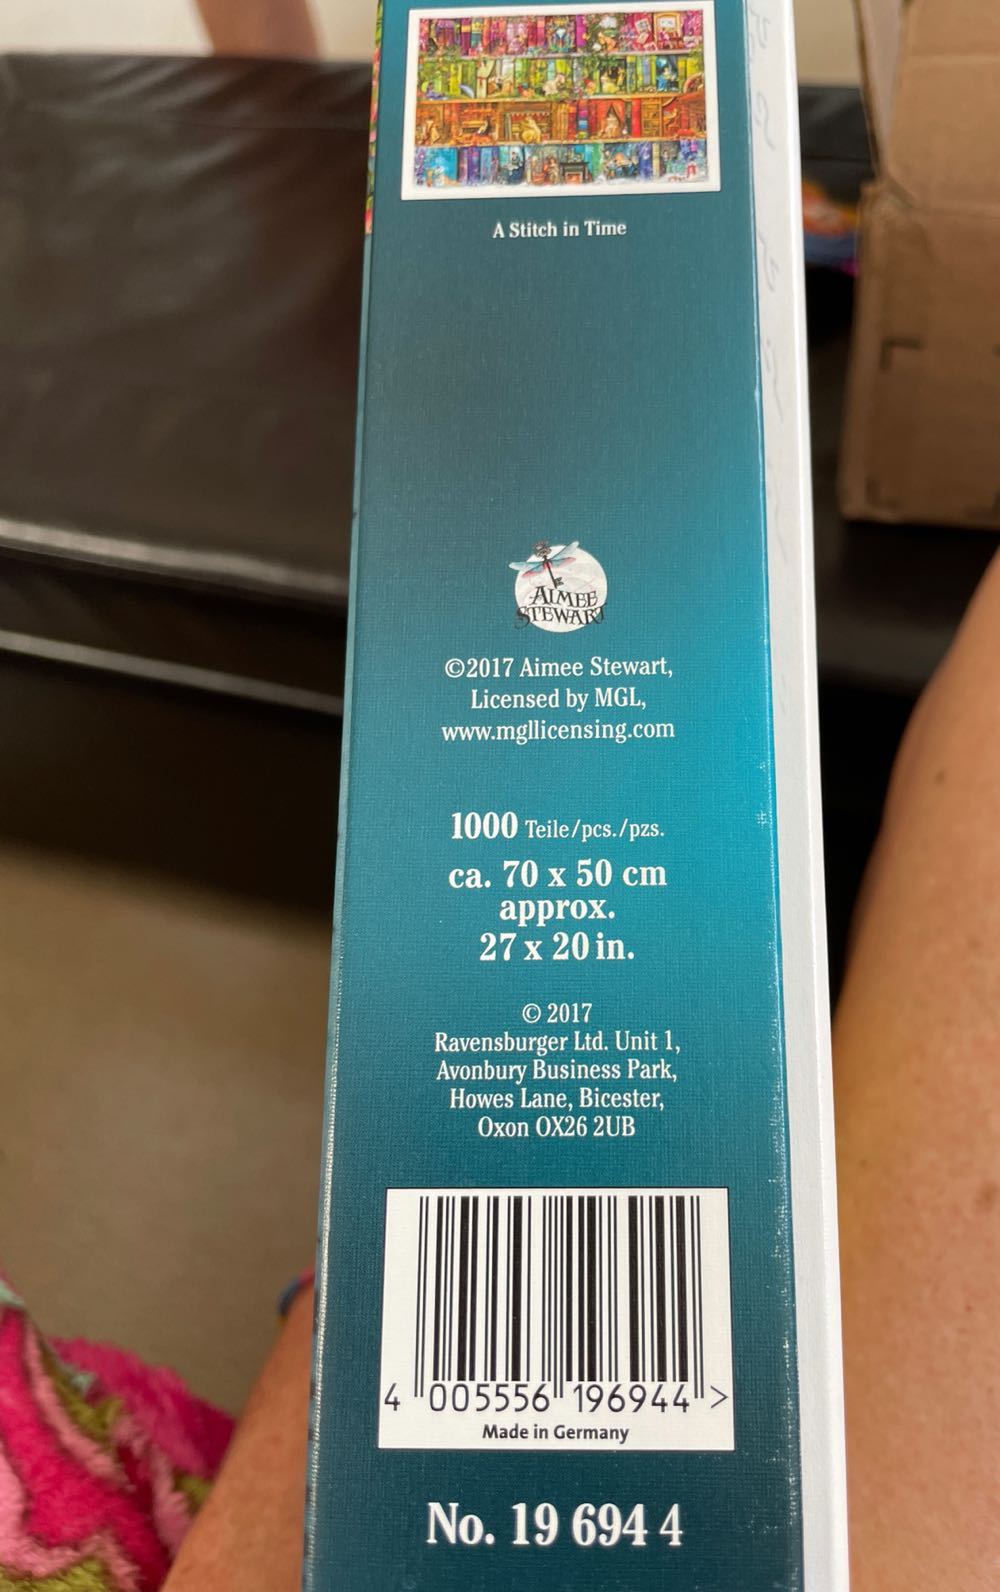 A Stitch in Time
AIMEE
STEWART
©2017 Aimee Stewart,
Licensed by MGL,
www.mgllicensing.com
1000 Teile/pcs./pzs.
ca. 70 x 50 cm
approx.
27 x 20 in.
© 2017
Ravensburger Ltd. Unit 1,
Avonbury Business Park,
Howes Lane, Bicester,
Oxon OX26 2UB
4 005556 196944 >
Made in Germany
No. 19 694 4